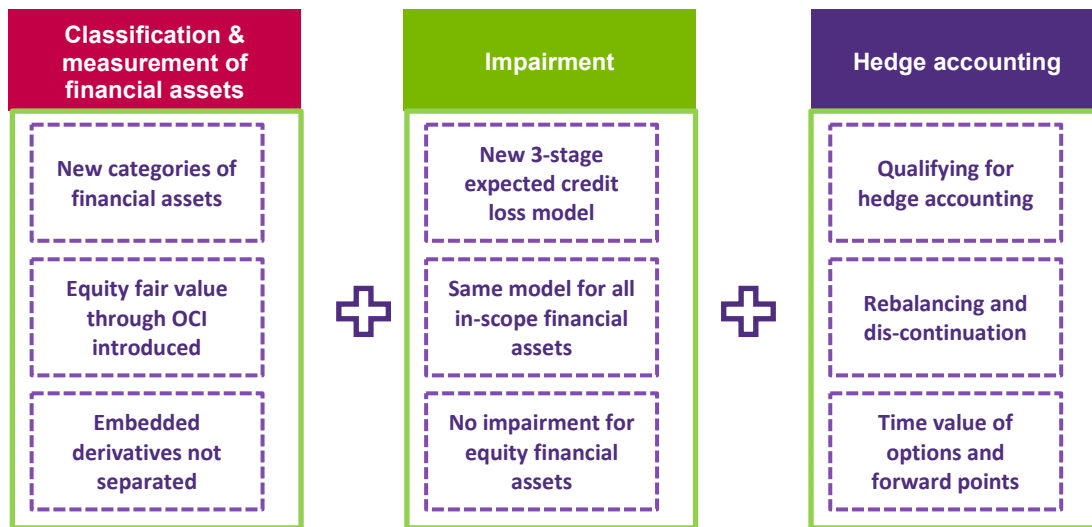 Classification &
measurement of
financial assets
New categories of
financial assets
Equity fair value
through OCI
introduced
Embedded
derivatives not
separated
Impairment
New 3-stage
expected credit
loss model
Same model for all
in-scope financial
assets
No impairment for
equity financial
assets
Hedge accounting
Qualifying for
hedge accounting
Rebalancing and
dis-continuation
Time value of
options and
forward points